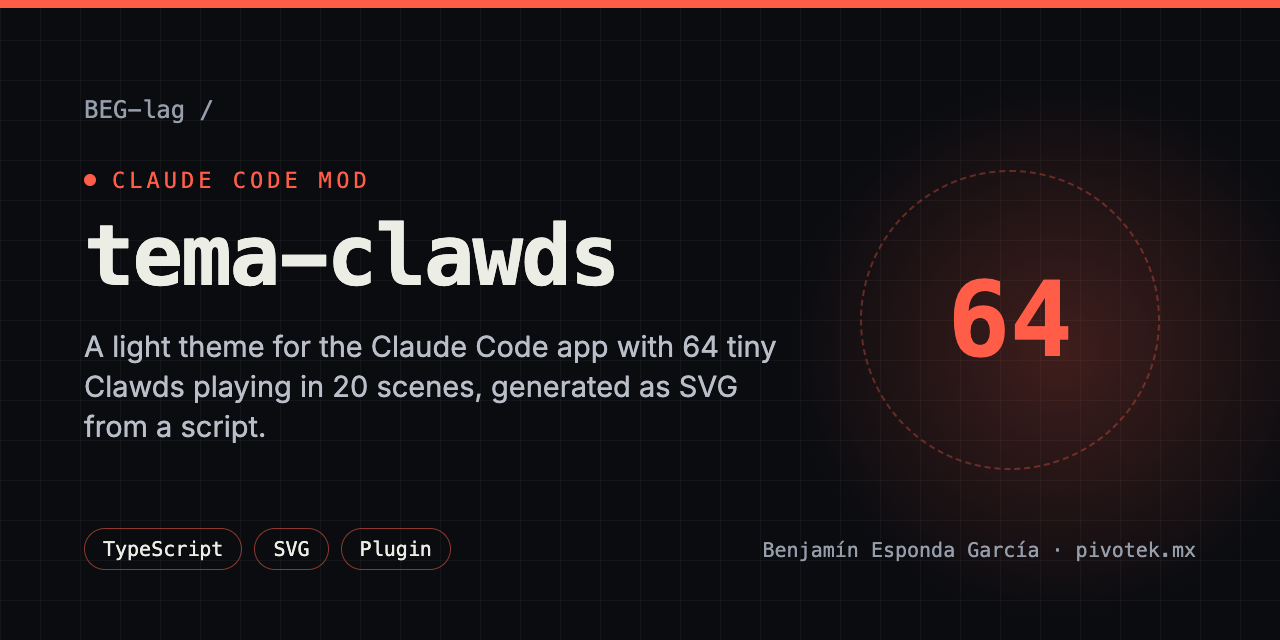 BEG-lag /
CLAUDE CODE MOD
tema-clawds
A light theme for the Claude Code app with 64 tiny
Clawds playing in 20 scenes, generated as SVG
from a script.
64
TypeScript
SVG
Plugin
Benjamín Esponda García · pivotek.mx